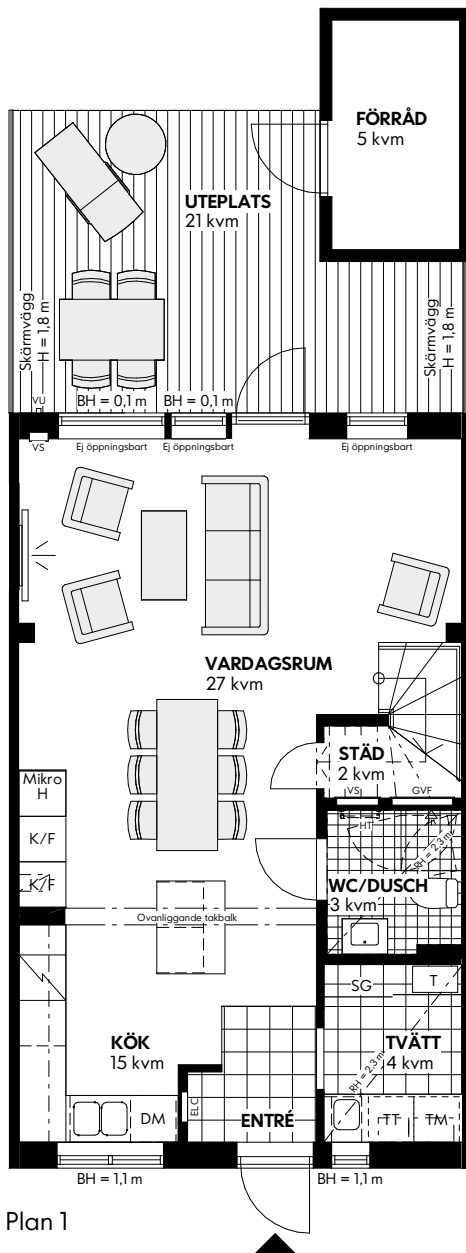 FÖRRÅD
5 kvm
UTEPLATS
21 kvm
Skärmvägg
H = 1,8 m
Skärmvägg
H = 1,8 m
VU
BH = 0,1 m
BH = 0,1 m
VS
Ej öppningsbart
Ej öppningsbart
Ej öppningsbart
VARDAGSRUM
27 kvm
STÄD
2 kvm
VS
GVF
Mikro
H
K/F
K/F
HT
RH = 2,3 m
WC/DUSCH
3 kvm
Ovanliggande takbalk
SG
T
KÖK
15 kvm
TVÄTT
4 kvm
RH = 2,3 m
ELC
DM
ENTRÉ
TT
TM
BH = 1,1 m
BH = 1,1 m
Plan 1